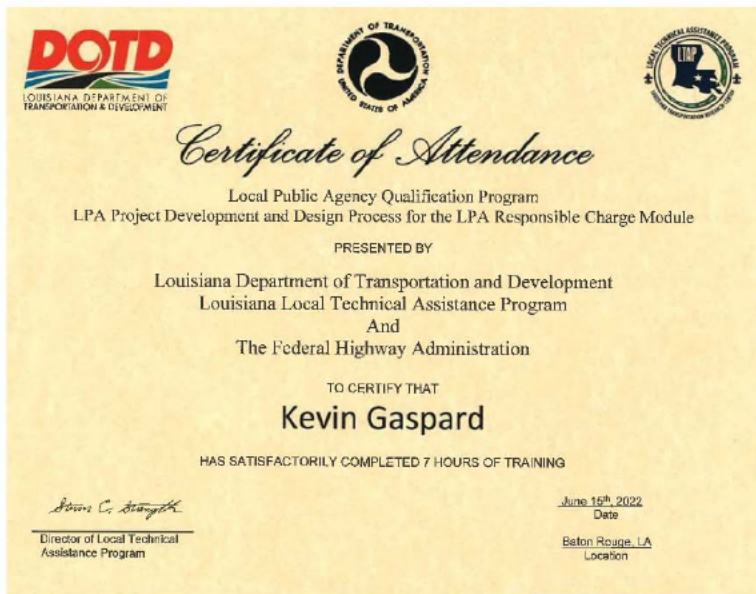 DOTD
LOUISIANA DEPARTMENT OF
TRANSPORTATION & DEVELOPMENT
DEPARTMENT OF TRANSPORTATION
UNITED STATES OF AMERICA
LOCAL TECHNICAL ASSISTANCE PROGRAM
LTAP
LOUISIANA TRANSPORTATION RESEARCH CENTER
Certificate of Attendance
Local Public Agency Qualification Program
LPA Project Development and Design Process for the LPA Responsible Charge Module
PRESENTED BY
Louisiana Department of Transportation and Development
Louisiana Local Technical Assistance Program
And
The Federal Highway Administration
TO CERTIFY THAT
Kevin Gaspard
HAS SATISFACTORILY COMPLETED 7 HOURS OF TRAINING
Director of Local Technical
Assistance Program
June 15th, 2022
Date
Baton Rouge, LA
Location